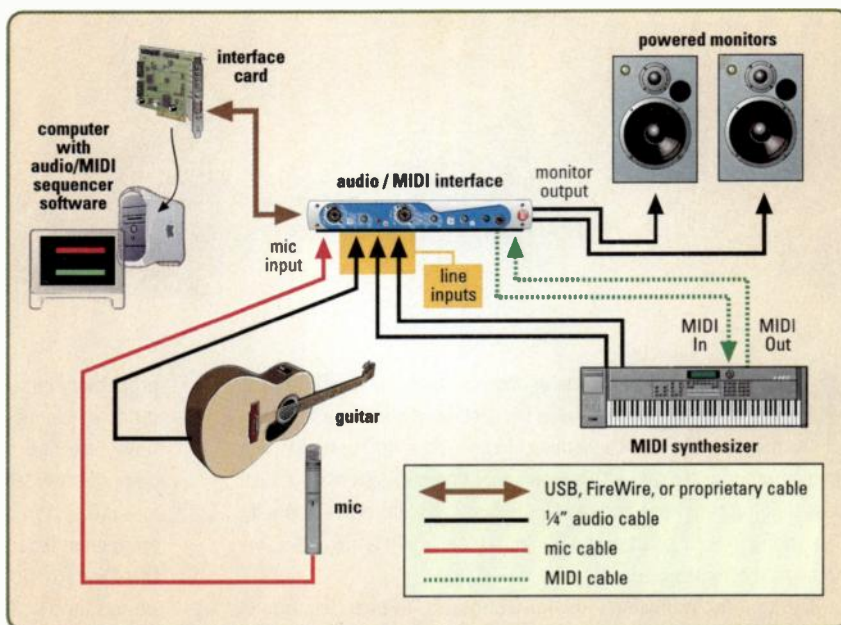 interface
card
powered monitors
computer
with
audio/MIDI
sequencer
software
audio / MIDI interface
monitor
output
mic
input
line
inputs
MIDI
In
MIDI
Out
guitar
MIDI synthesizer
mic
USB, FireWire, or proprietary cable
¼" audio cable
mic cable
MIDI cable